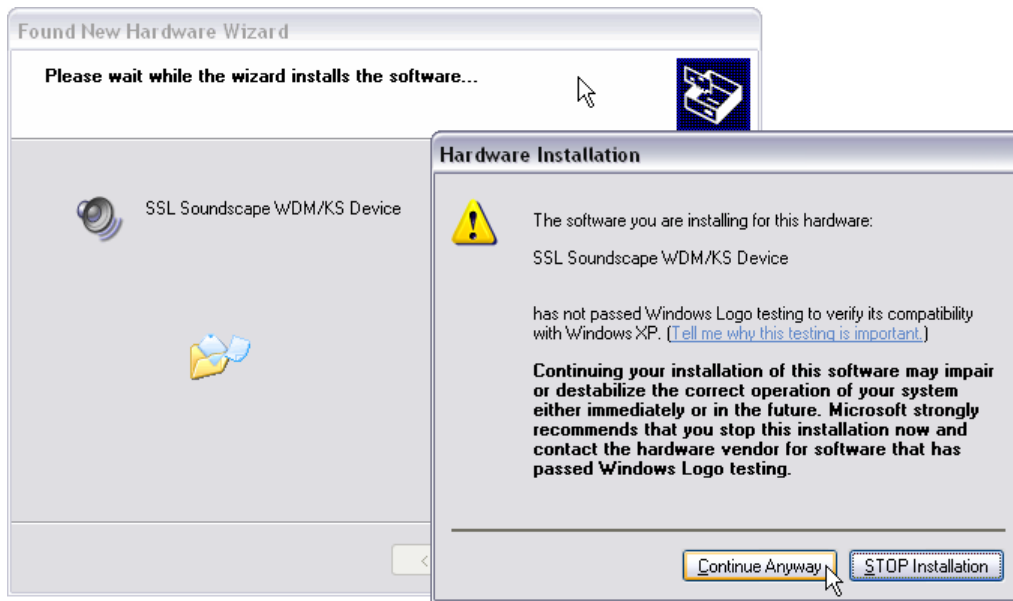 Found New Hardware Wizard
Please wait while the wizard installs the software...
SSL Soundscape WDM/KS Device
<
Hardware Installation
The software you are installing for this hardware:
SSL Soundscape WDM/KS Device
has not passed Windows Logo testing to verify its compatibility
with Windows XP. (Tell me why this testing is important.)
Continuing your installation of this software may impair
or destabilize the correct operation of your system
either immediately or in the future. Microsoft strongly
recommends that you stop this installation now and
contact the hardware vendor for software that has
passed Windows Logo testing.
Continue Anyway
STOP Installation